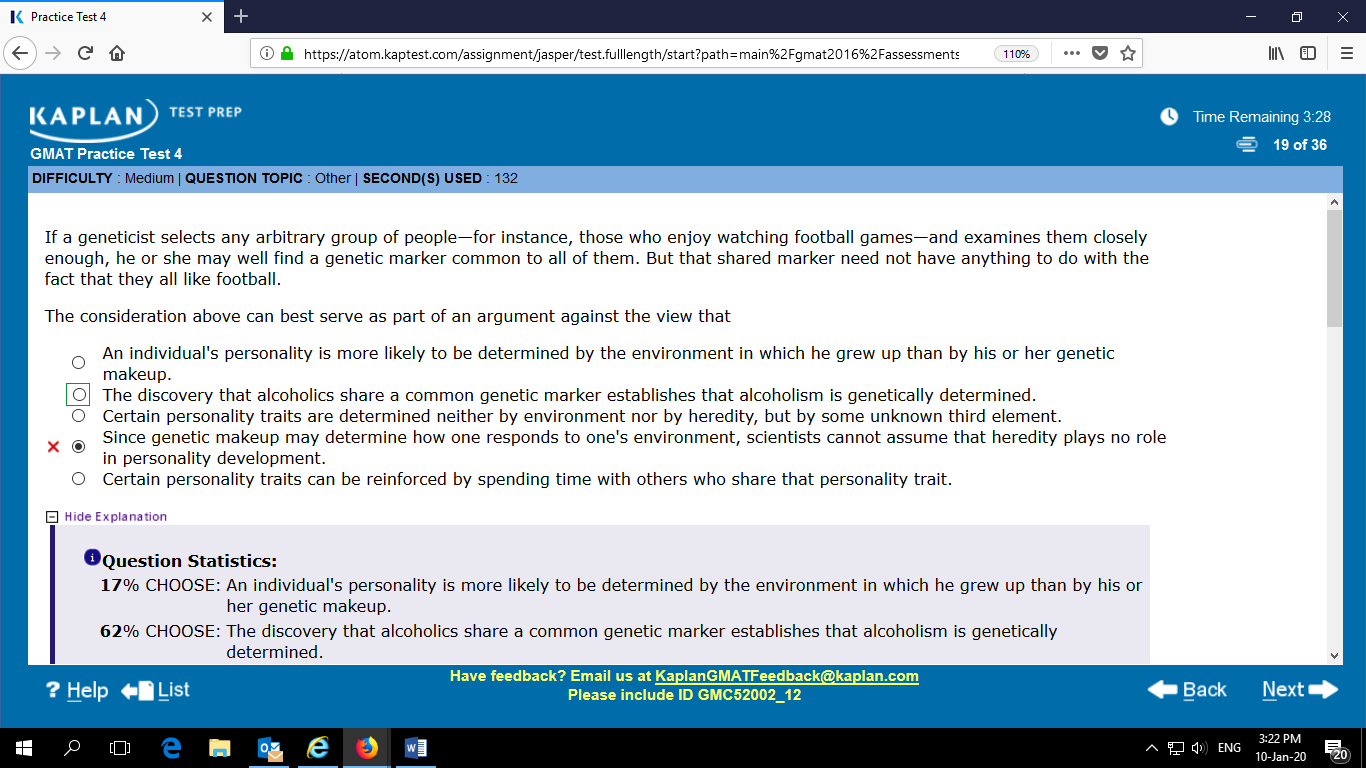 Practice Test 4
https://atom.kaptest.com/assignment/jasper/test.fulllength/start?path=main%2Fgmat2016%2Fassessments
110%
KAPLAN TEST PREP
Time Remaining 3:28
GMAT Practice Test 4
19 of 36
DIFFICULTY : Medium | QUESTION TOPIC : Other | SECOND(S) USED : 132
If a geneticist selects any arbitrary group of people—for instance, those who enjoy watching football games—and examines them closely
enough, he or she may well find a genetic marker common to all of them. But that shared marker need not have anything to do with the
fact that they all like football.
The consideration above can best serve as part of an argument against the view that
An individual's personality is more likely to be determined by the environment in which he grew up than by his or her genetic
makeup.
The discovery that alcoholics share a common genetic marker establishes that alcoholism is genetically determined.
Certain personality traits are determined neither by environment nor by heredity, but by some unknown third element.
Since genetic makeup may determine how one responds to one's environment, scientists cannot assume that heredity plays no role
in personality development.
Certain personality traits can be reinforced by spending time with others who share that personality trait.
Hide Explanation
Question Statistics:
17% CHOOSE: An individual's personality is more likely to be determined by the environment in which he grew up than by his or
her genetic makeup.
62% CHOOSE: The discovery that alcoholics share a common genetic marker establishes that alcoholism is genetically
determined.
Have feedback? Email us at KaplanGMATFeedback@kaplan.com
Please include ID GMC52002_12
? Help
List
Back
Next
ENG
3:22 PM
10-Jan-20
20